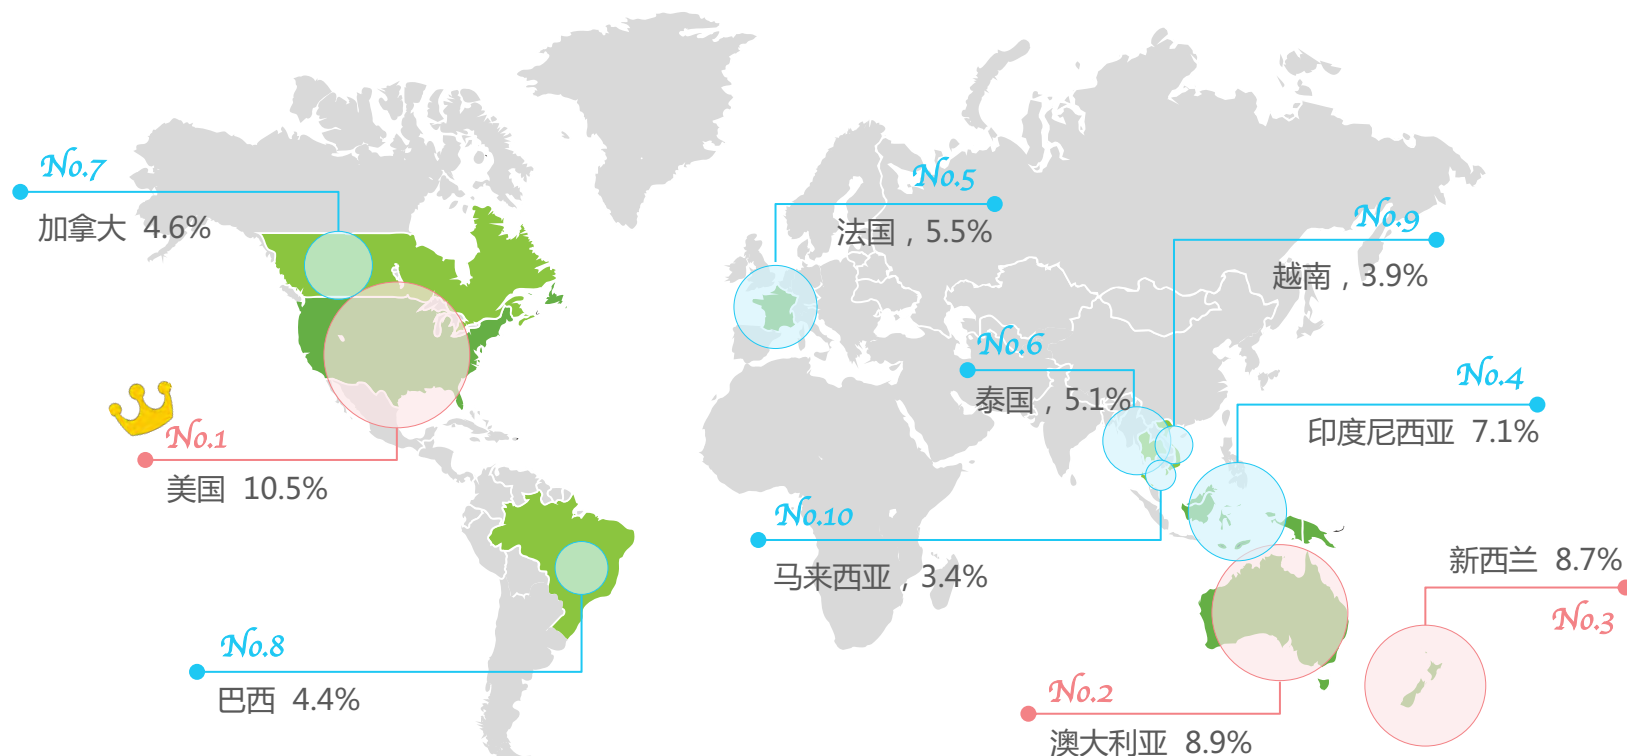 No.7
加拿大 4.6%
No.5
法国，5.5%
No.9
越南，3.9%
No.6
泰国，5.1%
No.4
印度尼西亚 7.1%
No.1
美国 10.5%
No.10
马来西亚，3.4%
新西兰 8.7%
No.3
No.8
巴西 4.4%
No.2
澳大利亚 8.9%